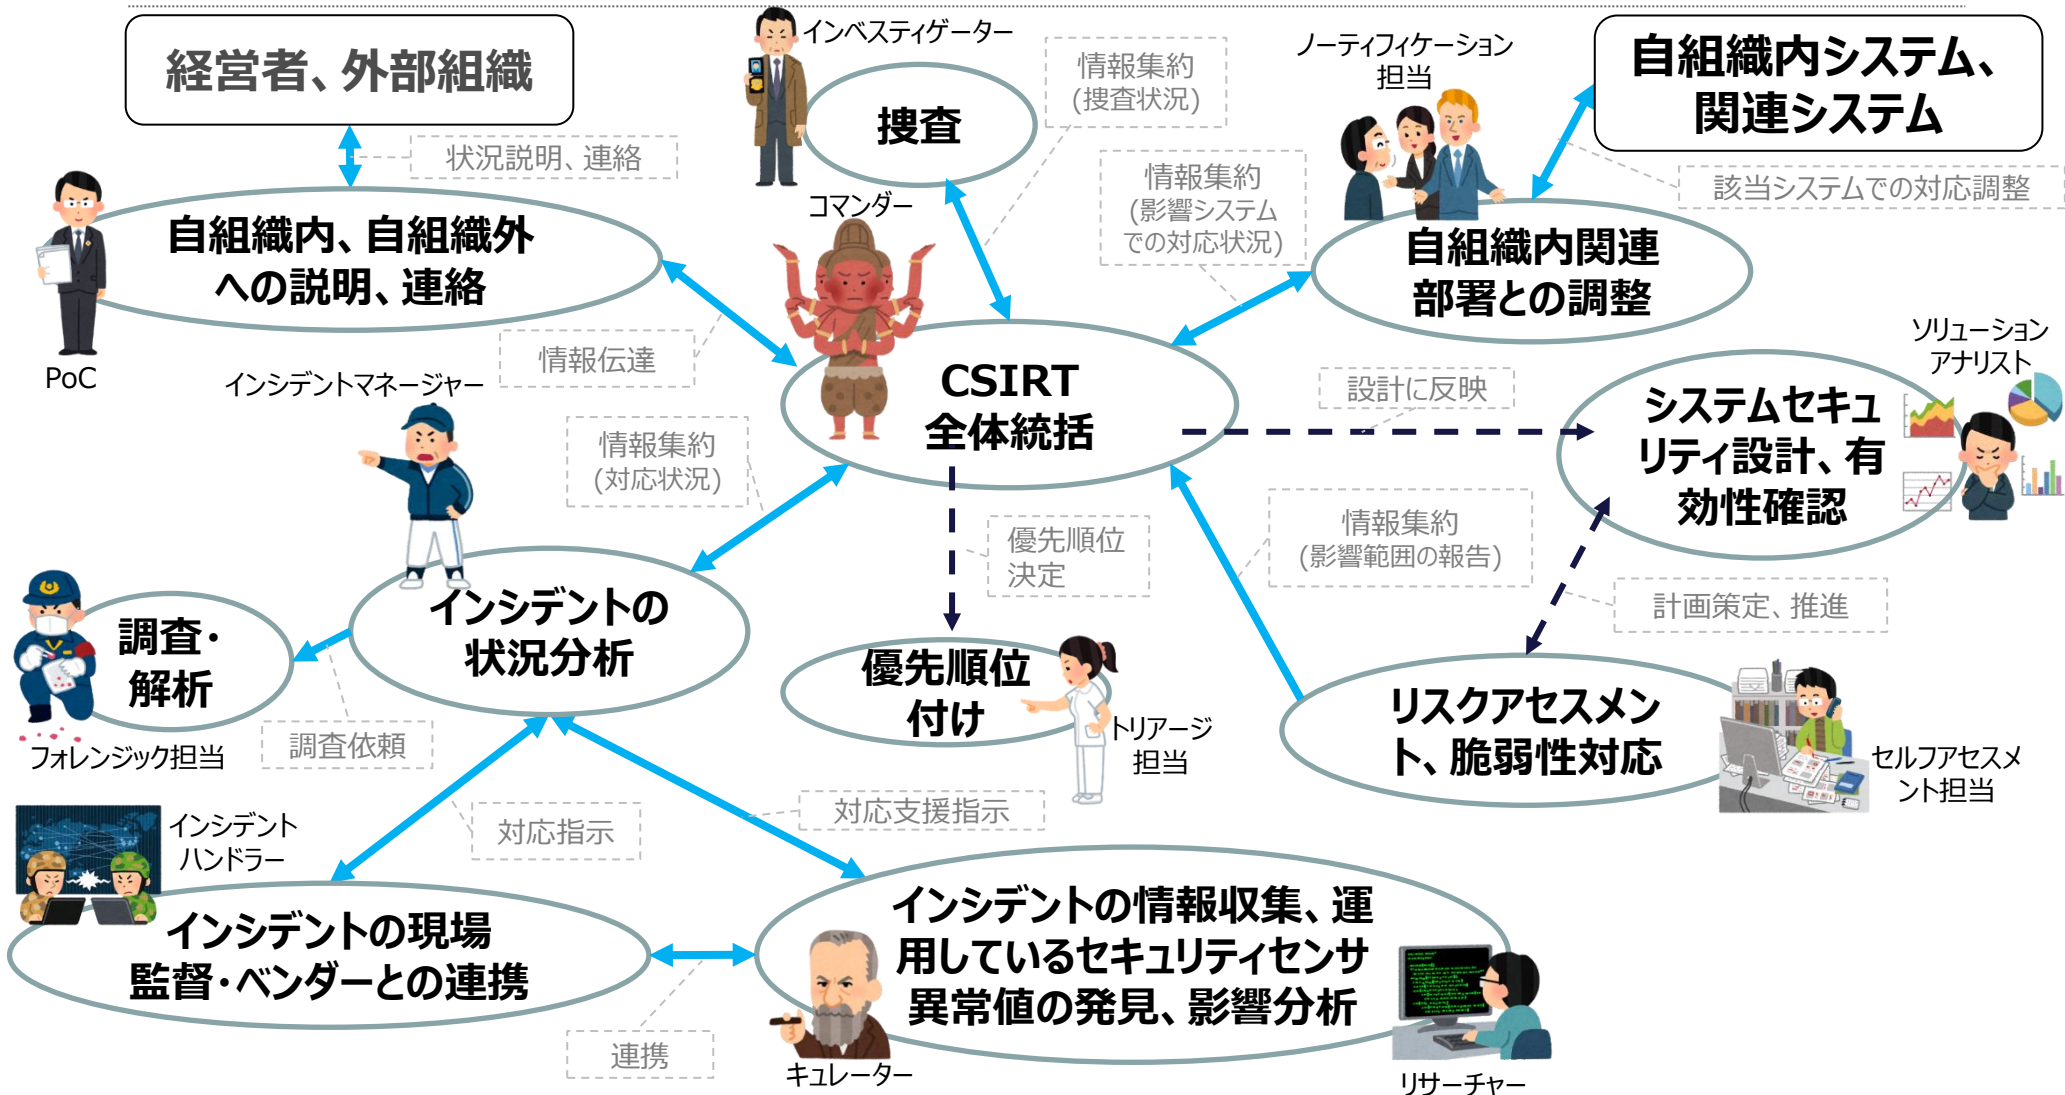 経営者、外部組織
インベスティゲーター
捜査
情報集約
(捜査状況)
ノーティフィケーション
担当
自組織内システム、
関連システム
状況説明、連絡
情報集約
(影響システム
での対応状況)
該当システムでの対応調整
コマンダー
自組織内、自組織外
への説明、連絡
自組織内関連
部署との調整
PoC
情報伝達
インシデントマネージャー
CSIRT
全体統括
設計に反映
ソリューション
アナリスト
システムセキュ
リティ設計、有
効性確認
情報集約
(対応状況)
優先順位
決定
情報集約
(影響範囲の報告)
計画策定、推進
インシデントの
状況分析
調査・
解析
フォレンジック担当
調査依頼
優先順位
付け
トリアージ
担当
リスクアセスメン
ト、脆弱性対応
セルフアセスメ
ント担当
インシデント
ハンドラー
対応指示
対応支援指示
インシデントの現場
監督・ベンダーとの連携
インシデントの情報収集、運
用しているセキュリティセンサ
異常値の発見、影響分析
連携
キュレーター
リサーチャー